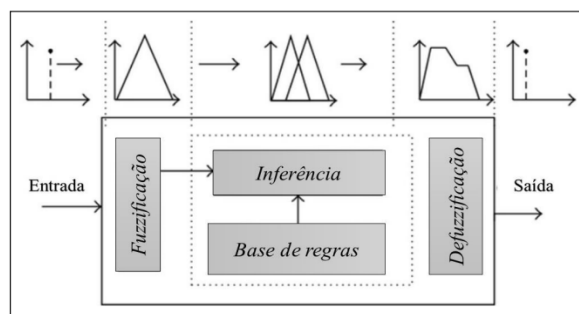 Entrada
Fuzzificação
Inferência
Base de regras
Defuzzificação
Saída